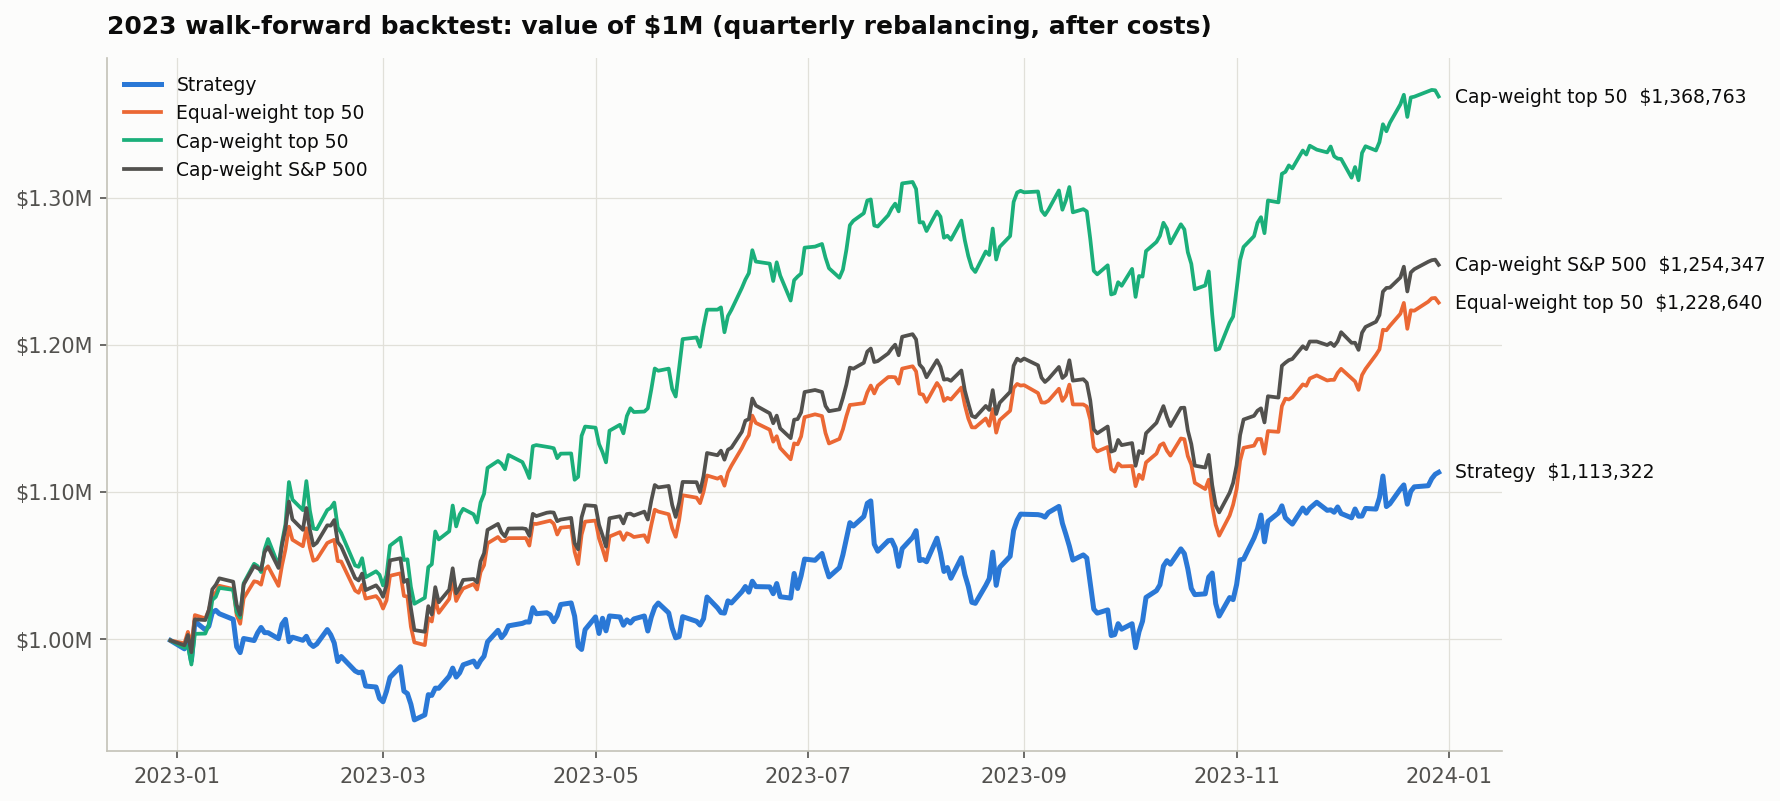 2023 walk-forward backtest: value of $1M (quarterly rebalancing, after costs)
Strategy
Equal-weight top 50
Cap-weight top 50
Cap-weight S&P 500
$1.30M
$1.20M
$1.10M
$1.00M
Cap-weight top 50 $1,368,763
Cap-weight S&P 500 $1,254,347
Equal-weight top 50 $1,228,640
Strategy $1,113,322
2023-01 2023-03 2023-05 2023-07 2023-09 2023-11 2024-01